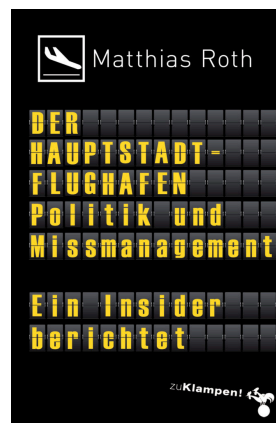 Matthias Roth
DER
HAUPTSTADT-
FLUGHAFEN
Politik und
Missmanagement
Ein Insider
berichtet
zuKlampen!